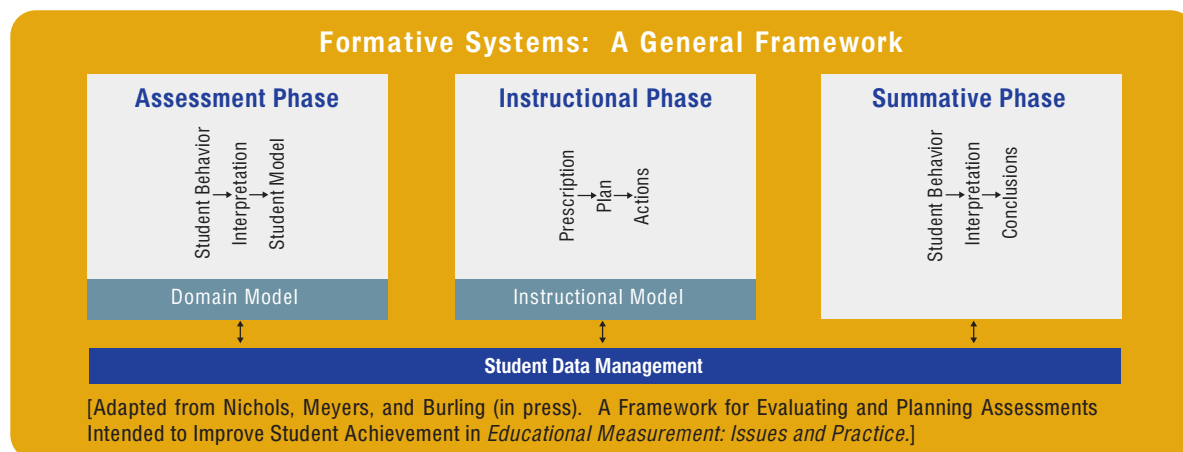 Formative Systems: A General Framework
Assessment Phase
Student Behavior
Interpretation
Student Model
Domain Model
Instructional Phase
Prescription
Plan
Actions
Instructional Model
Summative Phase
Student Behavior
Interpretation
Conclusions
Student Data Management
[Adapted from Nichols, Meyers, and Burling (in press). A Framework for Evaluating and Planning Assessments
Intended to Improve Student Achievement in Educational Measurement: Issues and Practice.]